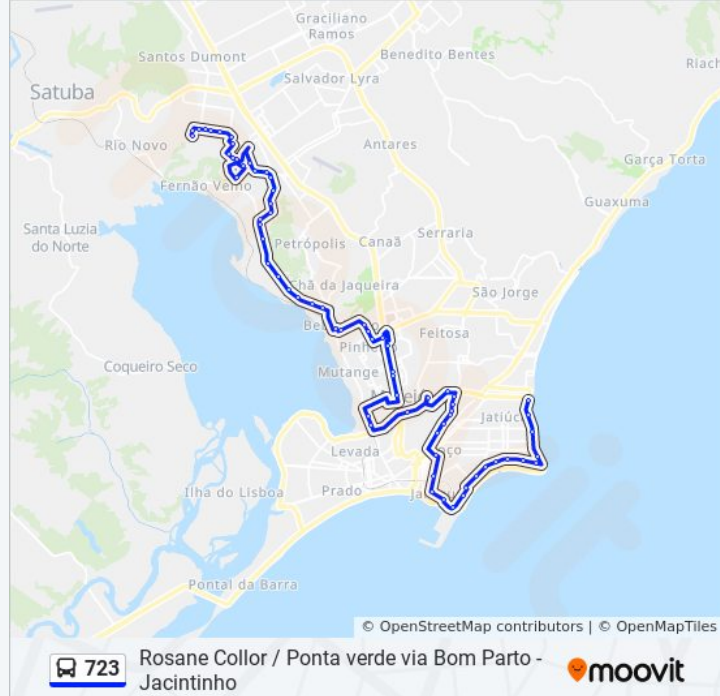 Graciliano
Ramos
Santos Dumont
Benedito Bentes
Riach
Salvador Lyra
Satuba
Rio Novo
Antares
Garça Torta
Fernão Velho
Guaxuma
Santa Luzia
do Norte
Serraria
Petrópolis
Canaã
Chã da Jaqueira
São Jorge
Feitosa
Coqueiro Seco
Mutange
Jatiúca
Levada
Ilha do Lisboa
Prado
Pontal da Barra
© OpenStreetMap contributors | © OpenMapTiles
723
Rosane Collor / Ponta verde via Bom Parto -
Jacintinho
moovit